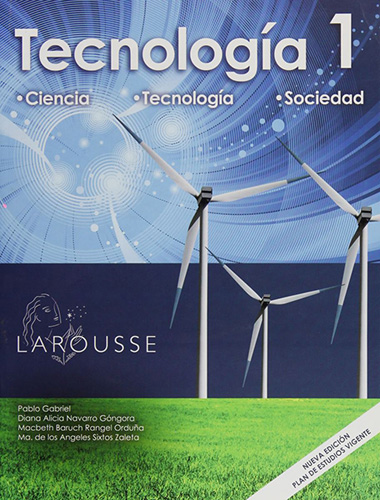 Tecnología 1
•Ciencia •Tecnología •Sociedad
LAROUSSE
Pablo Gabriel
Diana Alicia Navarro Góngora
Macbeth Baruch Rangel Orduña
Ma. de los Angeles Sixtos Zaleta
NUEVA EDICIÓN
PLAN DE ESTUDIOS VIGENTE